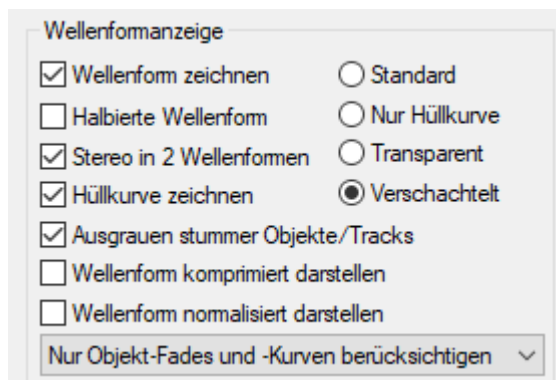 Wellenformanzeige
Wellenform zeichnen
Standard
Halbierte Wellenform
Nur Hüllkurve
Stereo in 2 Wellenformen
Transparent
Hüllkurve zeichnen
Verschachtelt
Ausgrauen stummer Objekte/Tracks
Wellenform komprimiert darstellen
Wellenform normalisiert darstellen
Nur Objekt-Fades und -Kurven berücksichtigen